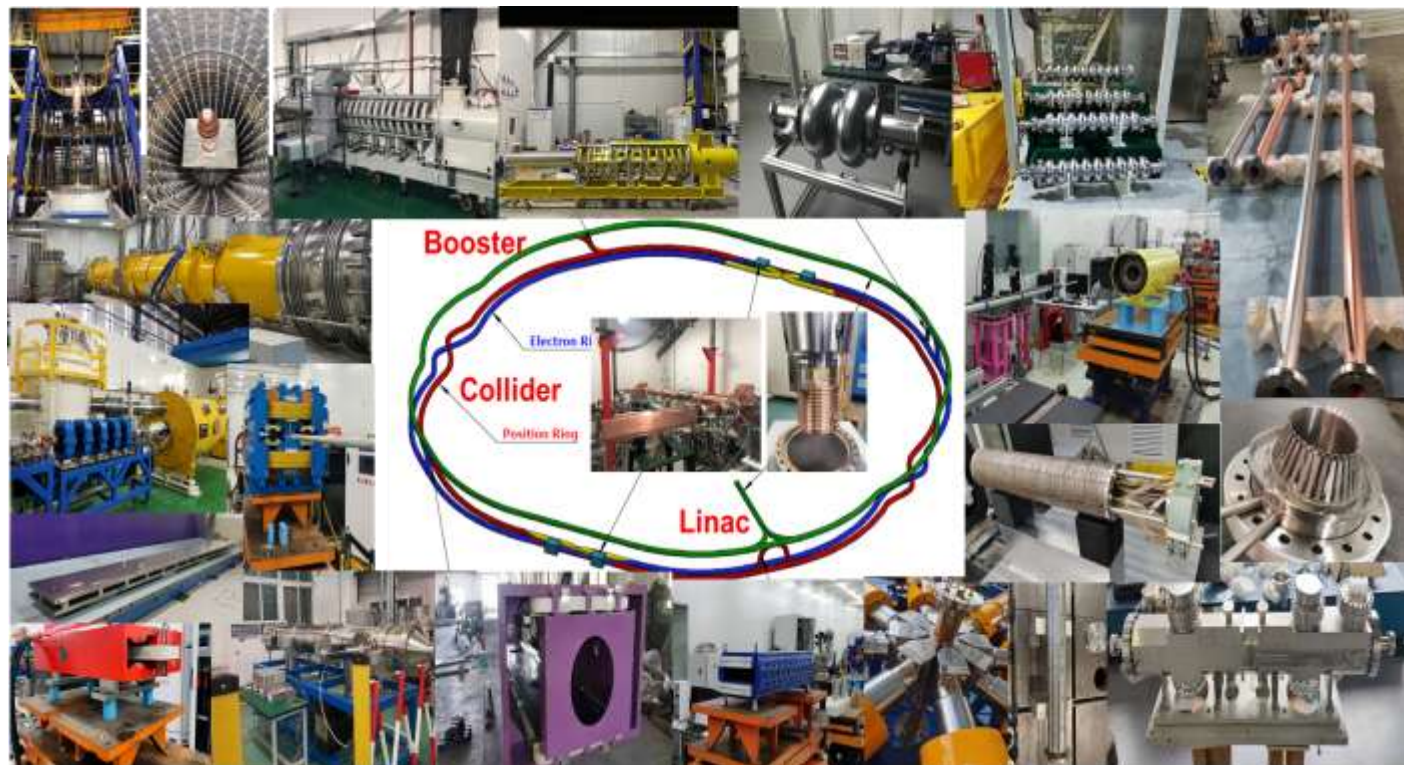 Booster
Electron Ri
Collider
Position Ring
Linac